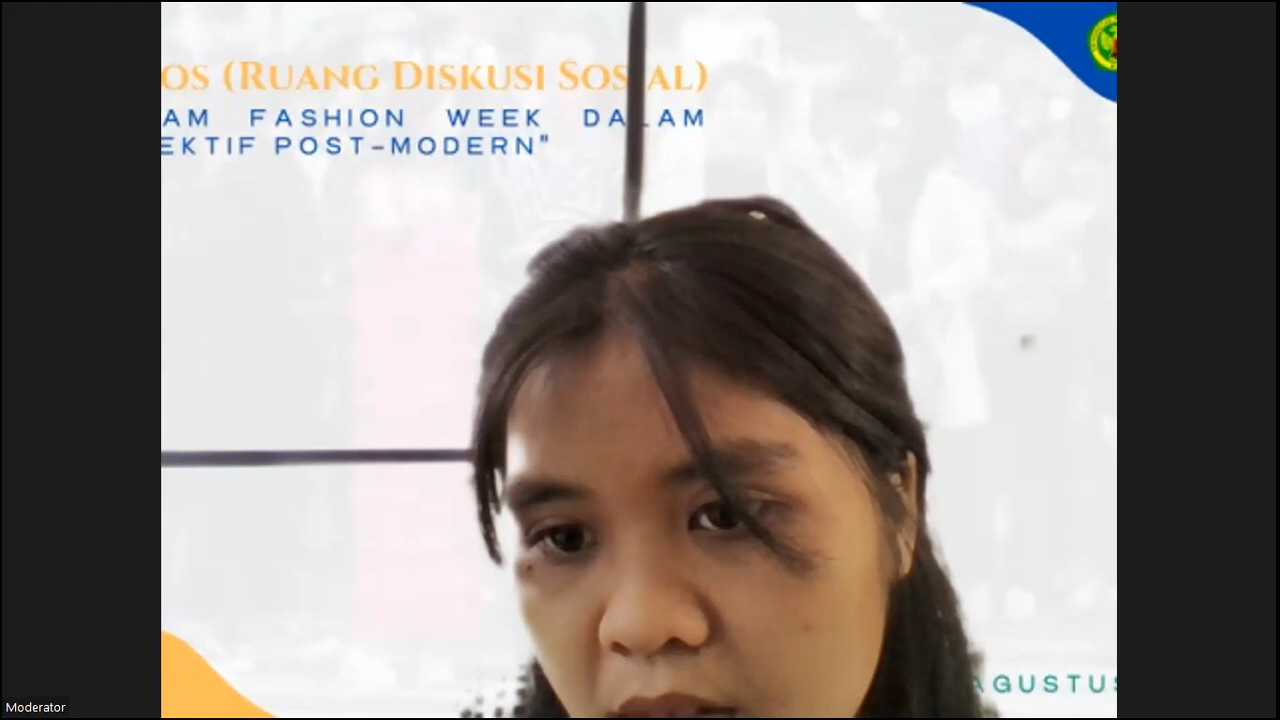 OS (RUANG DISKUSI SOSIAL)
AM FASHION WEEK DALAM
EKTIF POST-MODERN"
AGUSTUS
Moderator